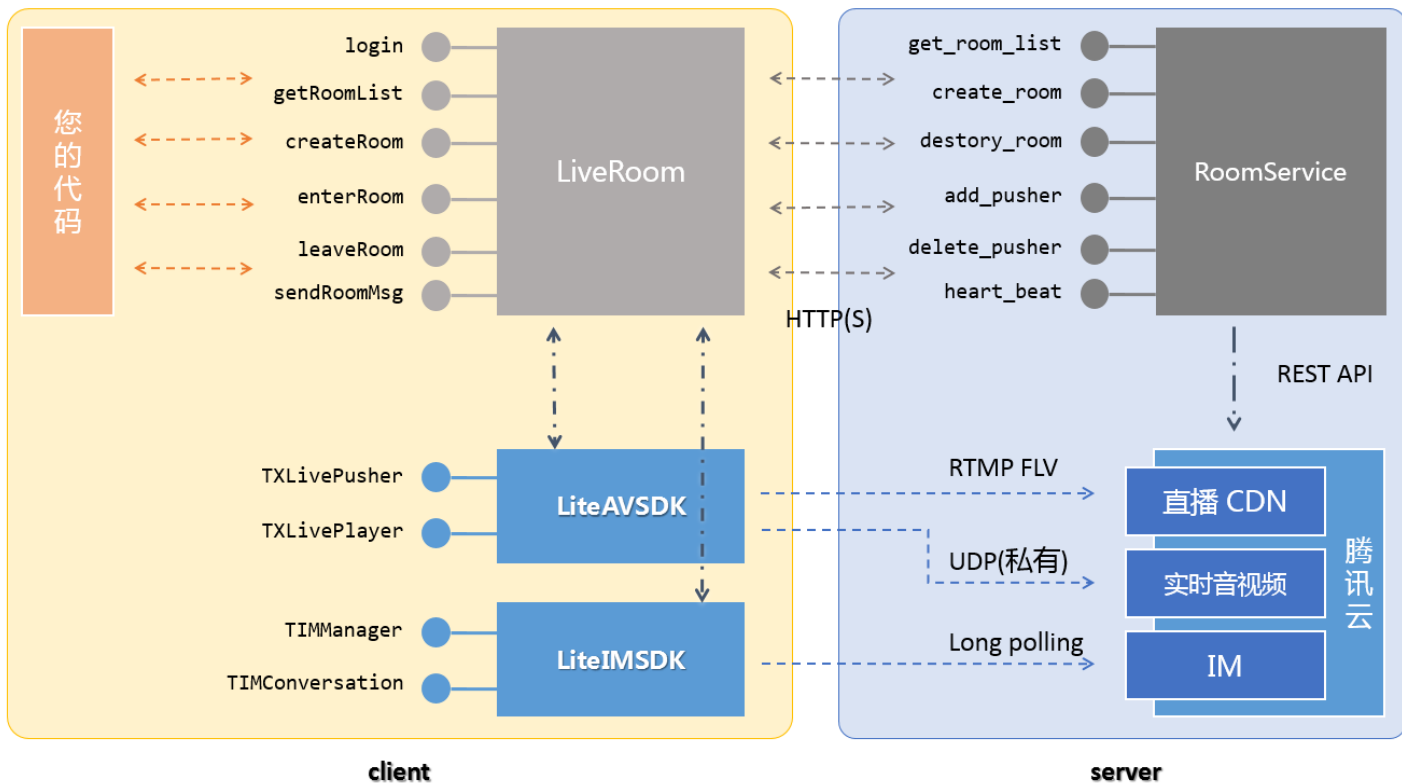 您的代码
login
getRoomList
createRoom
enterRoom
leaveRoom
sendRoomMsg
LiveRoom
HTTP(S)
get_room_list
create_room
destory_room
add_pusher
delete_pusher
heart_beat
RoomService
REST API
TXLivePusher
TXLivePlayer
LiteAVSDK
TIMManager
TIMConversation
LiteIMSDK
RTMP FLV
UDP(私有)
Long polling
直播 CDN
实时音视频
IM
腾讯云
client
server